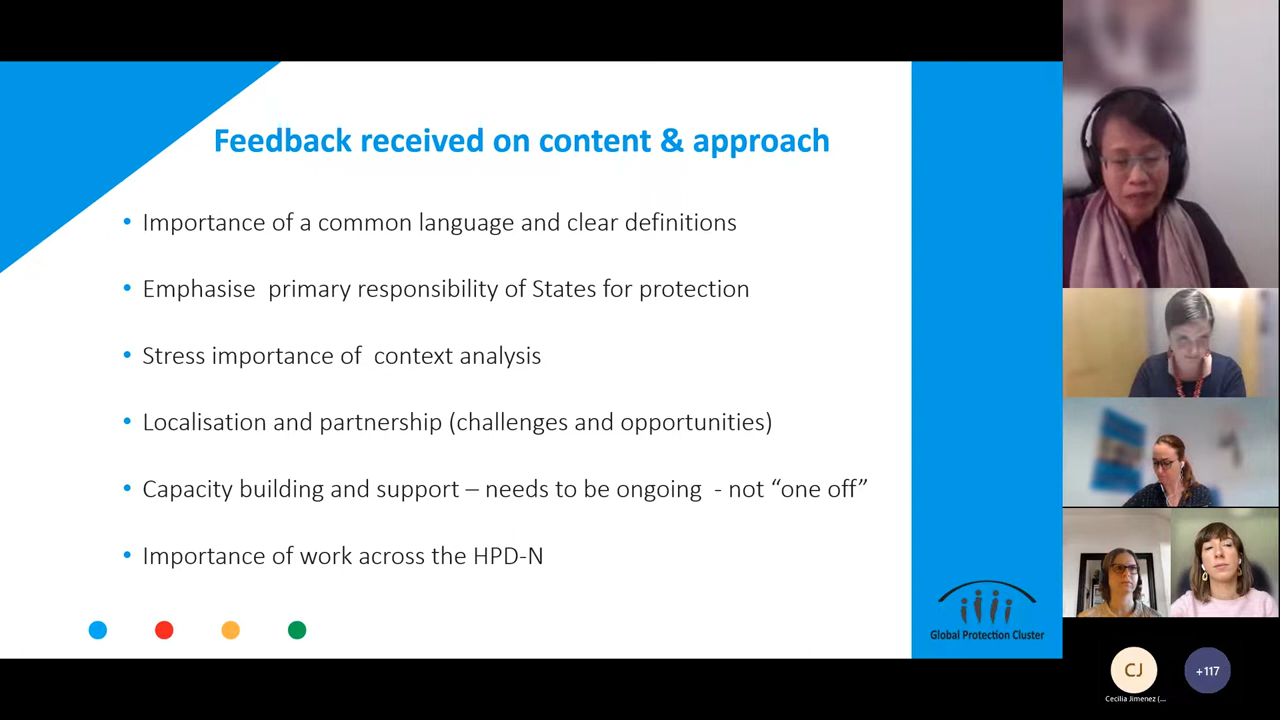 Feedback received on content & approach
• Importance of a common language and clear definitions
• Emphasise  primary responsibility of States for protection
• Stress importance of  context analysis
• Localisation and partnership (challenges and opportunities)
• Capacity building and support – needs to be ongoing  - not “one off”
• Importance of work across the HPD-N
Global Protection Cluster
CJ
+117
Cecilia Jimenez (...